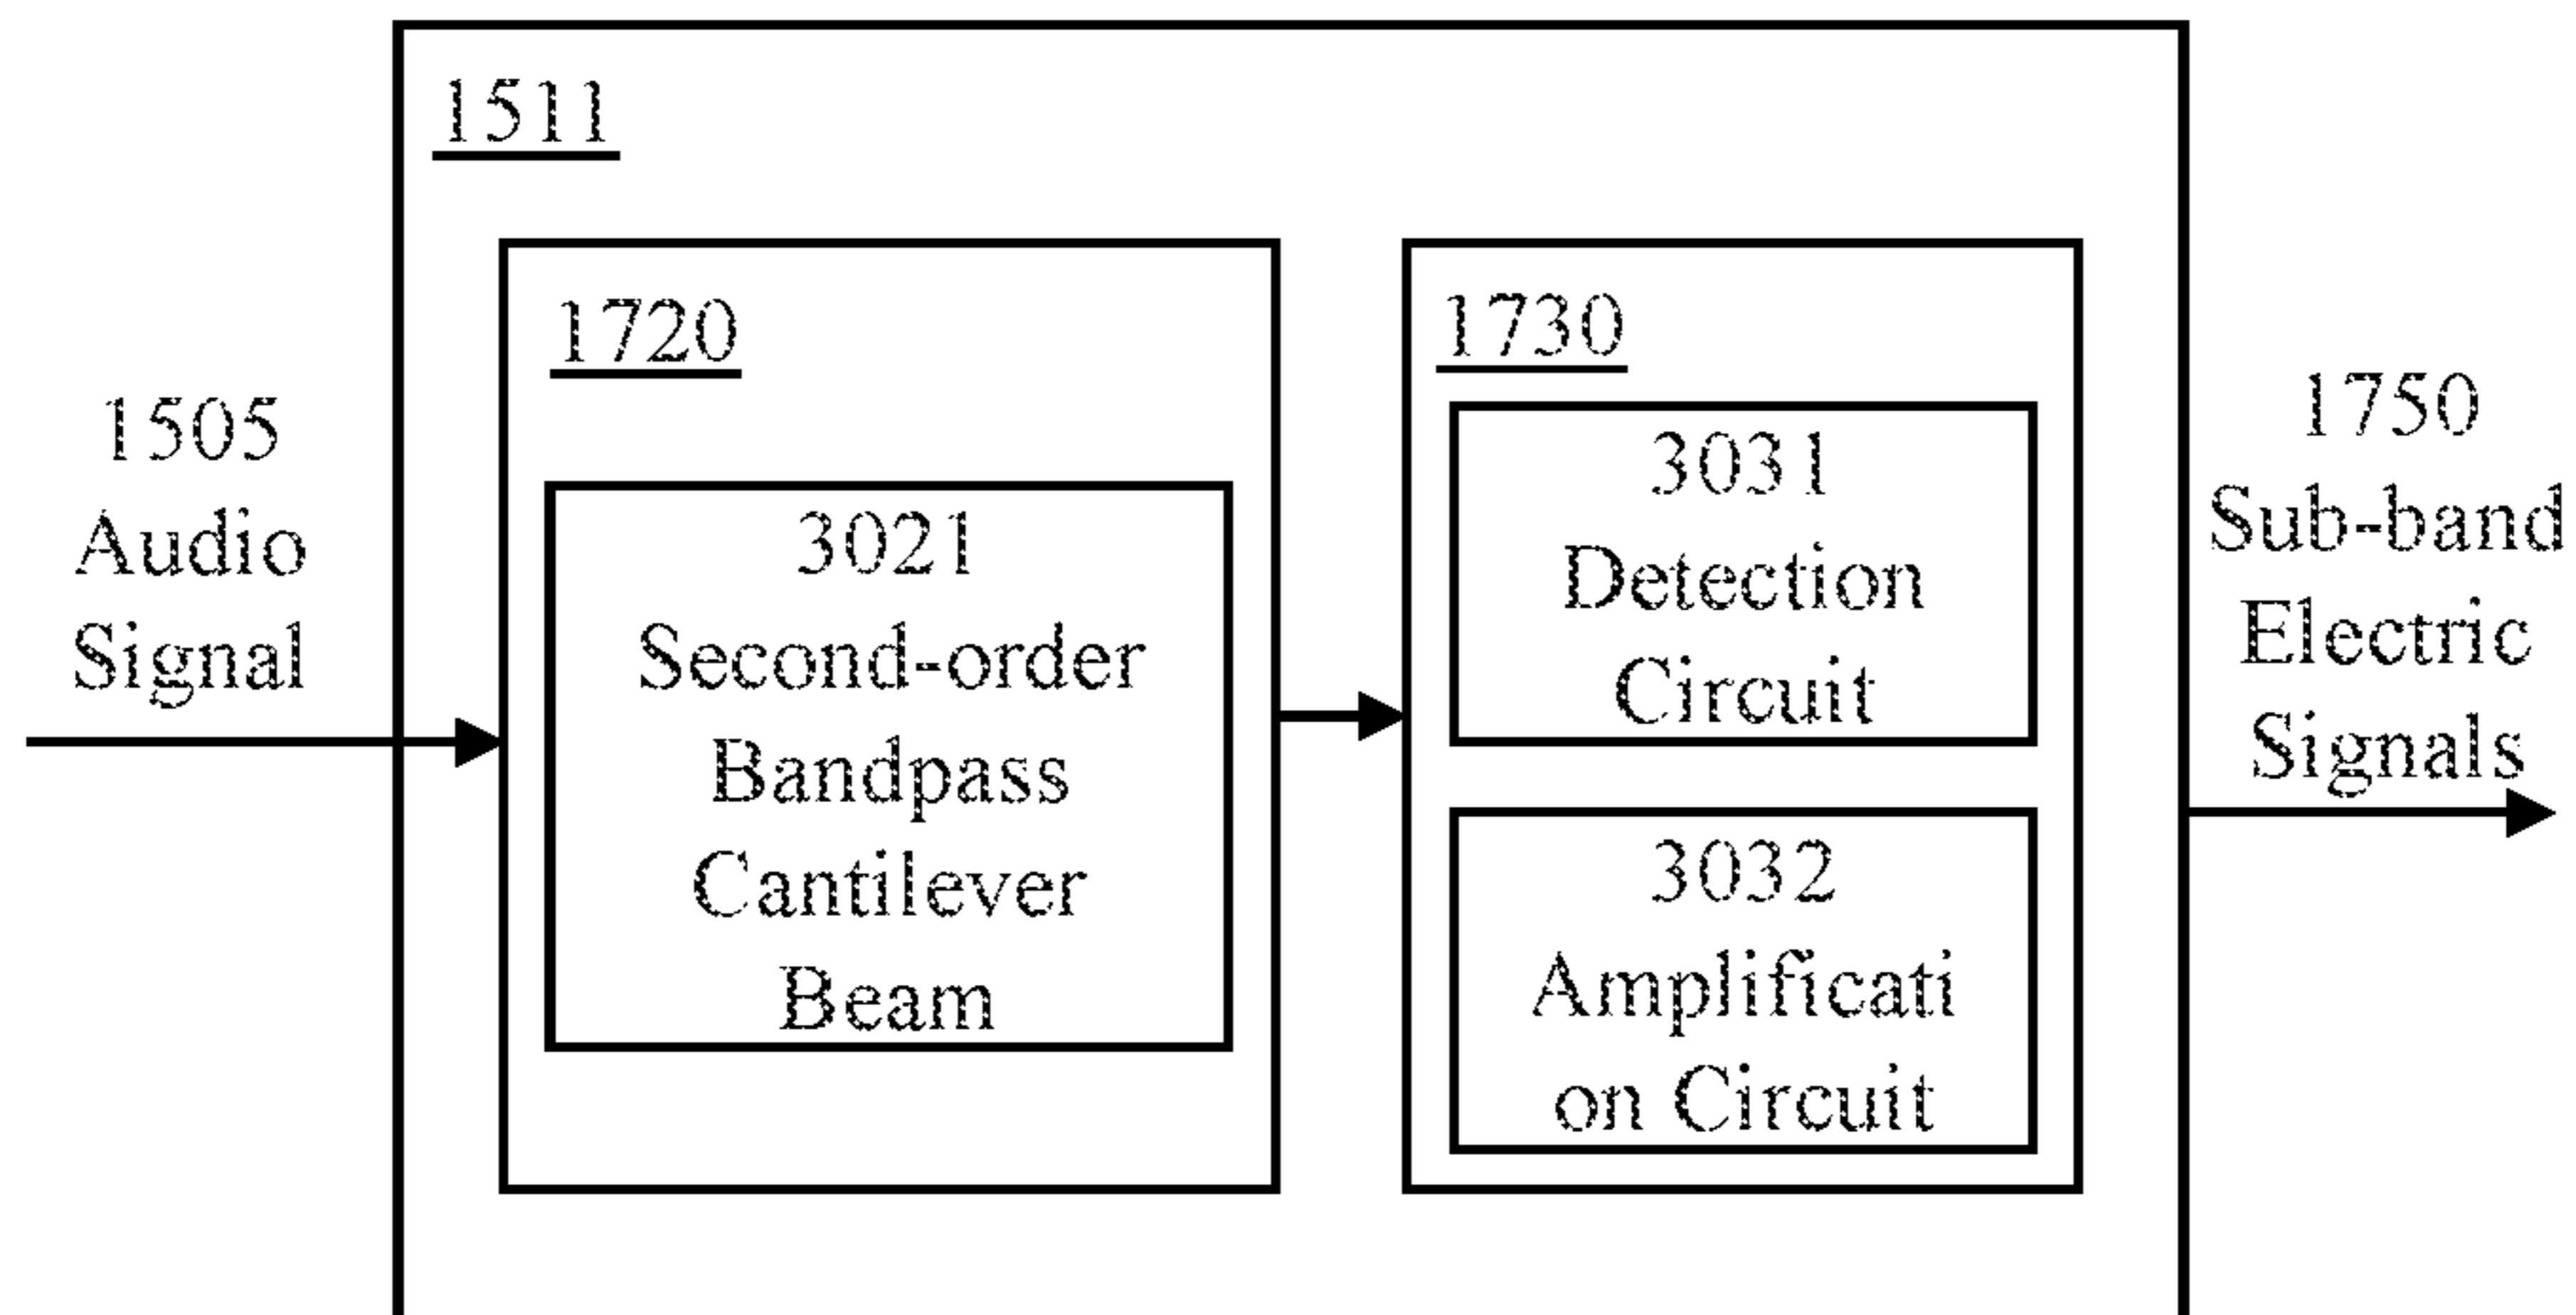 1511
1505
Audio
Signal
1720
3021
Second-order
Bandpass
Cantilever
Beam
1730
3031
Detection
Circuit
3032
Amplificati
on Circuit
1750
Sub-band
Electric
Signals